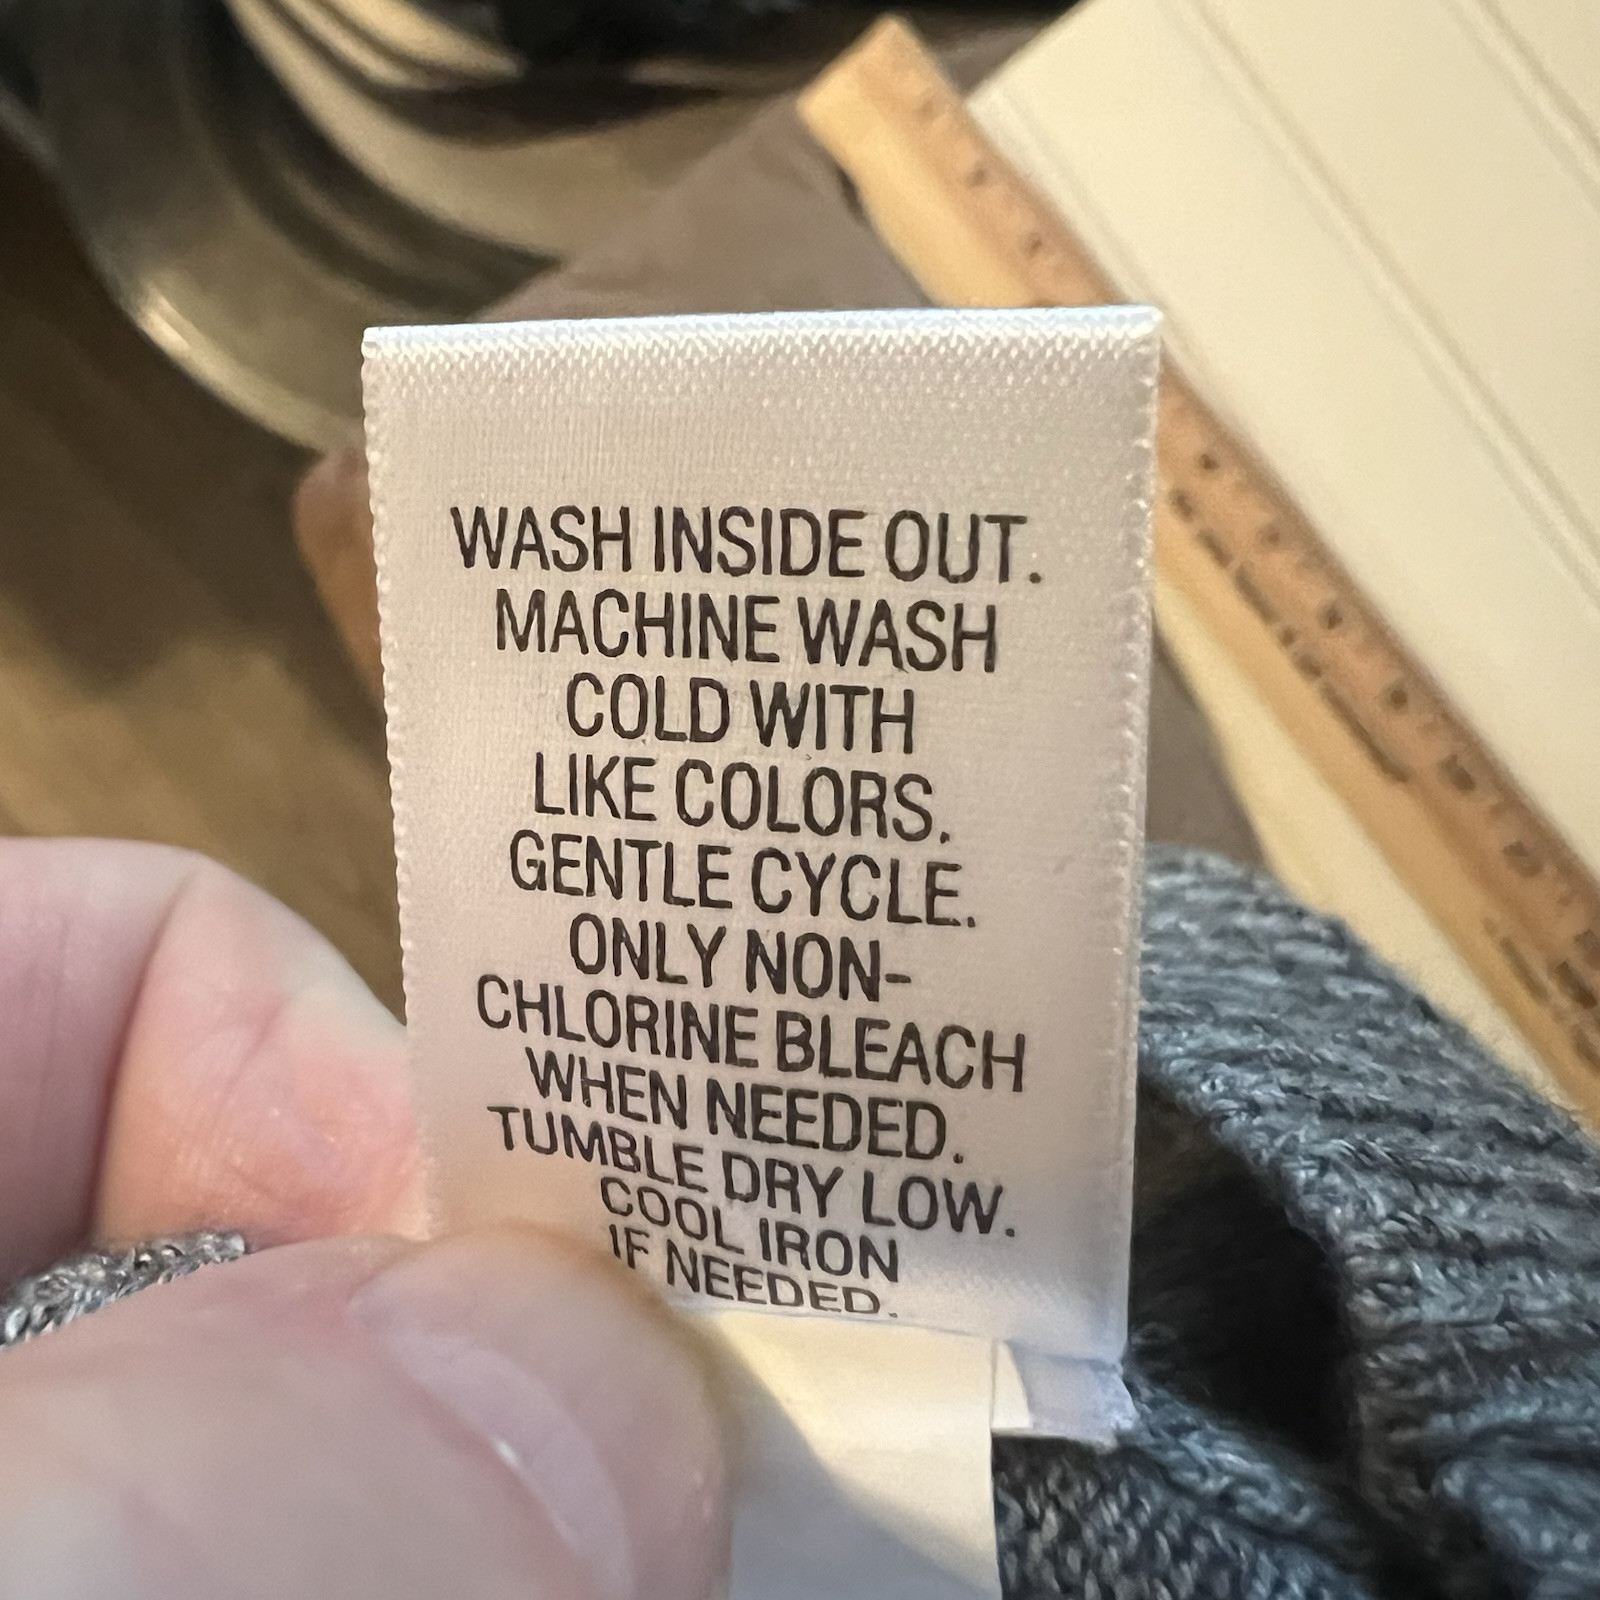 WASH INSIDE OUT.
MACHINE WASH
COLD WITH
LIKE COLORS.
GENTLE CYCLE.
ONLY NON-
CHLORINE BLEACH
WHEN NEEDED.
TUMBLE DRY LOW.
COOL IRON
IF NEEDED.